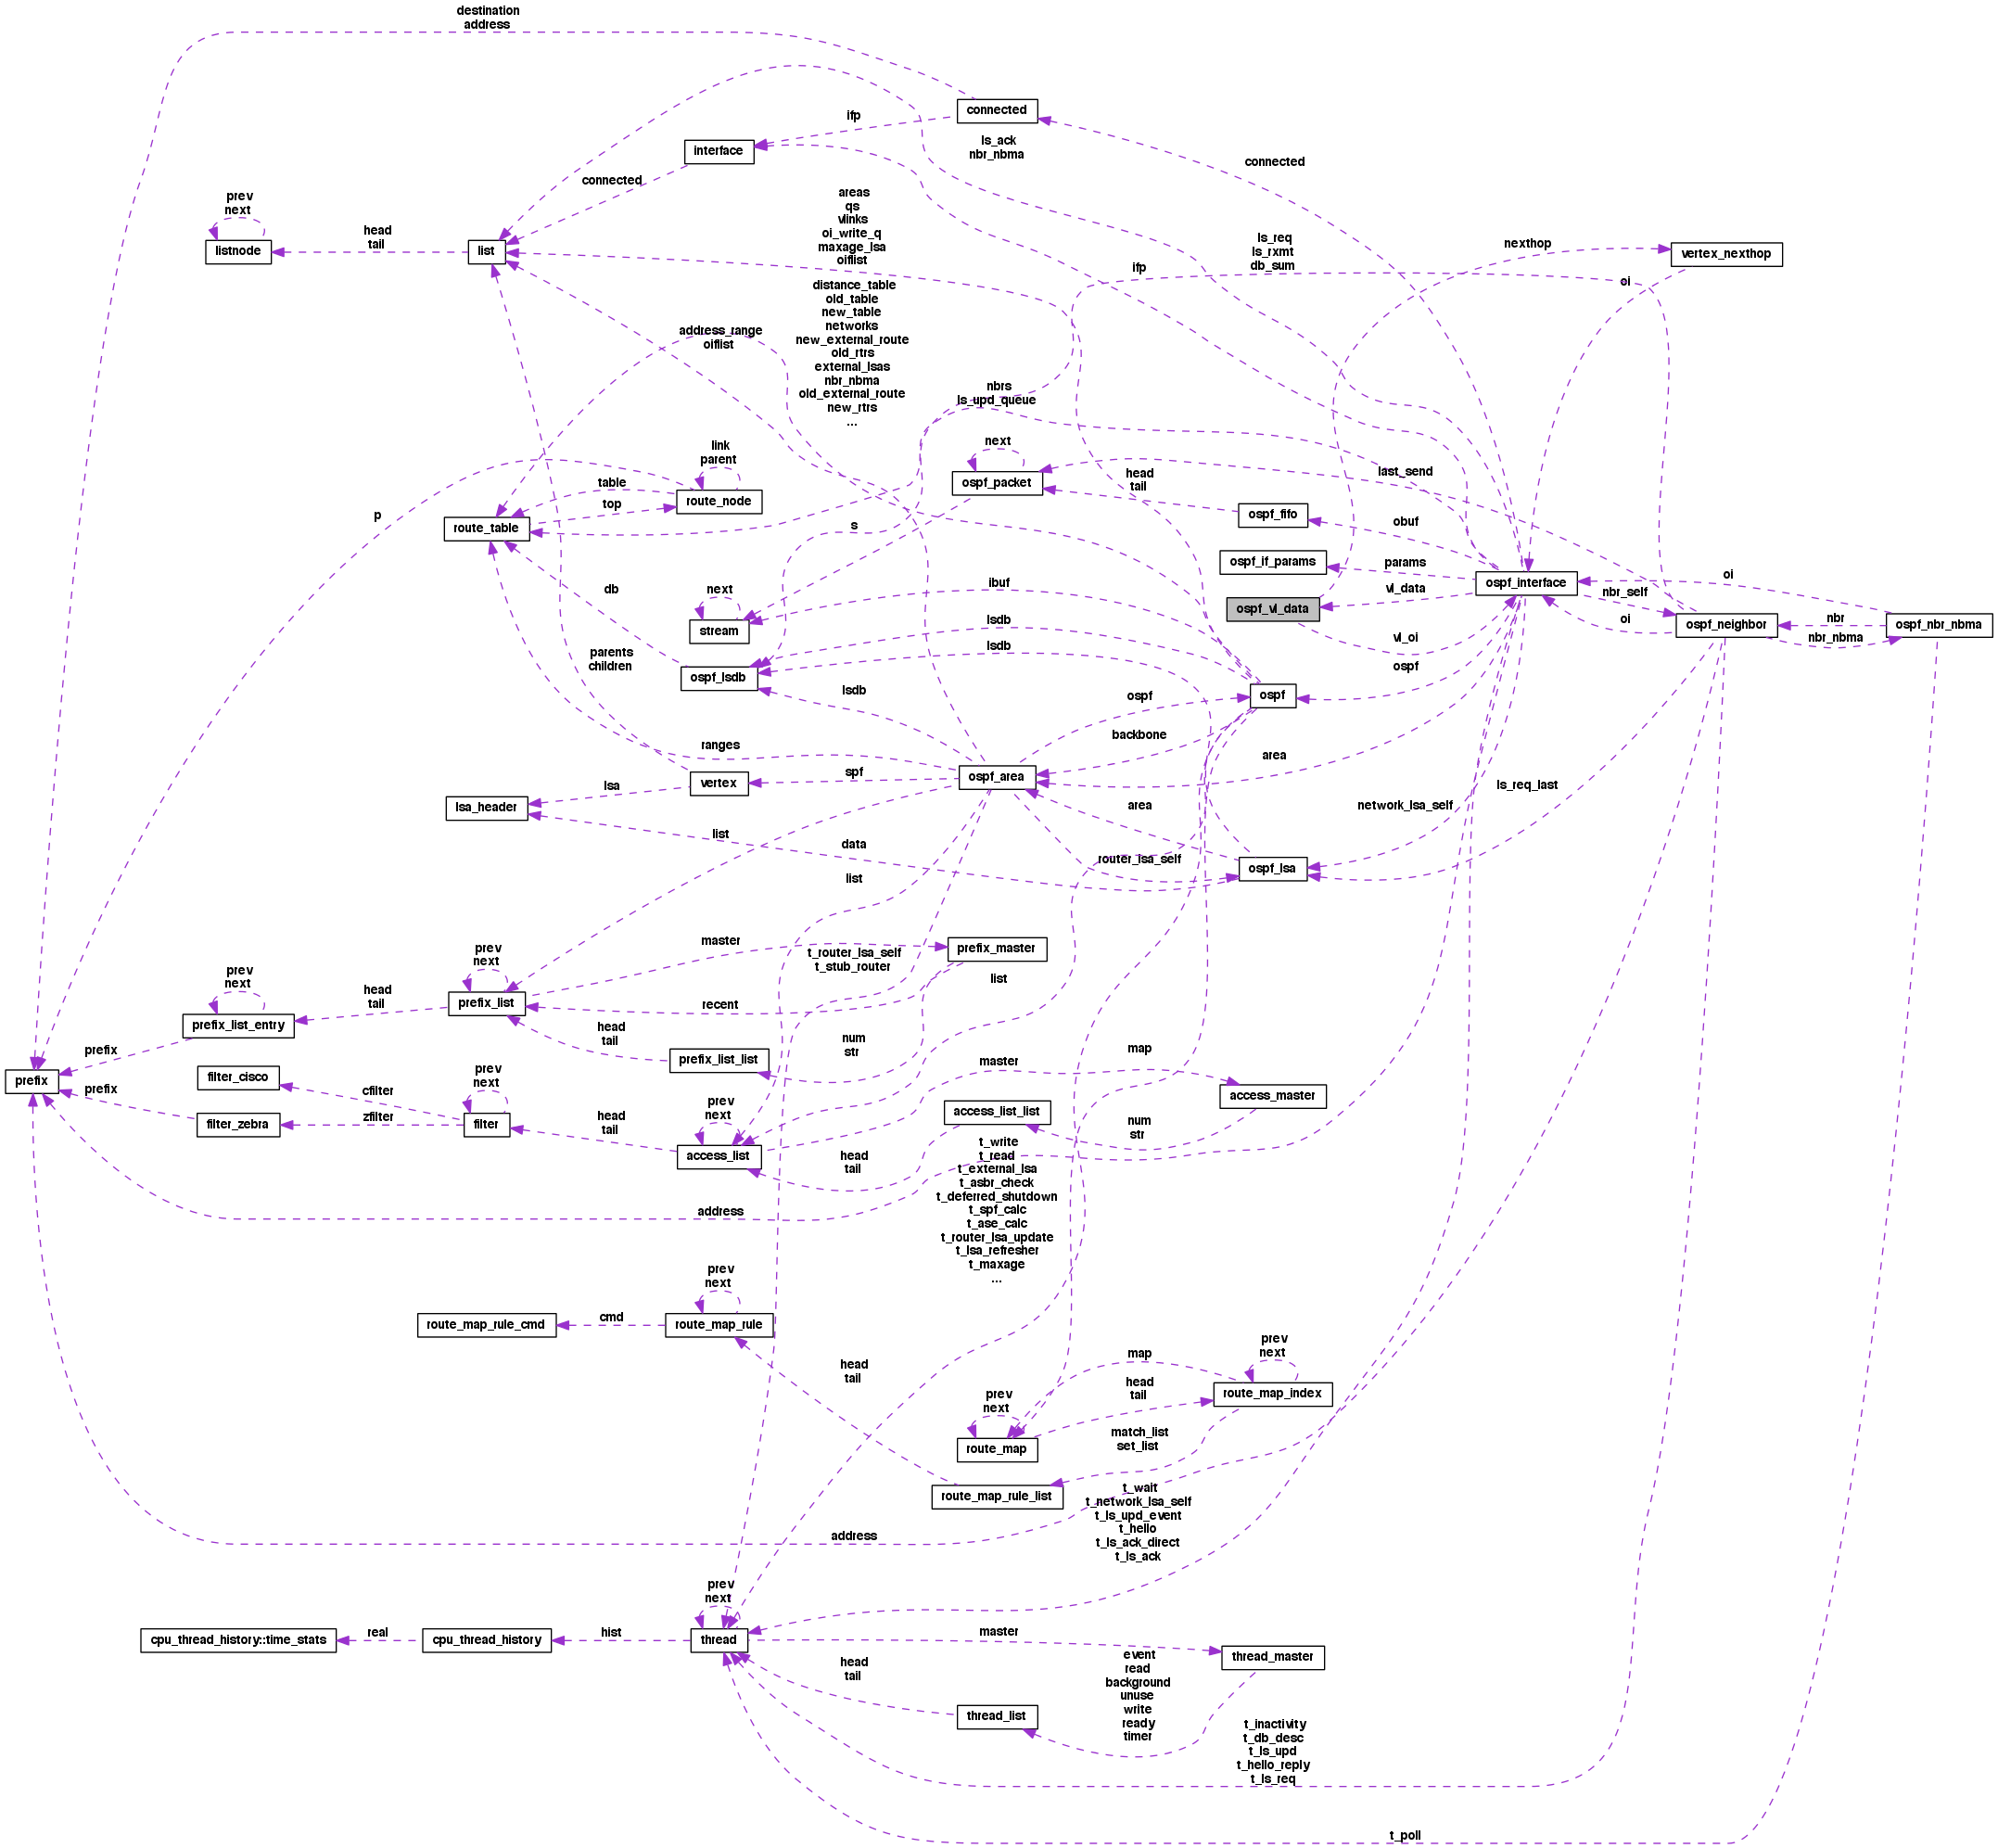 destination
address
connected
ifp
ls_ack
nbr_nbma
interface
connected
connected
prev
next
listnode
head
tail
list
areas
qs
vlinks
oi_write_q
maxage_lsa
oiflist
ifp
ls_req
ls_rxmt
db_sum
nexthop
vertex_nexthop
oi
address_range
oiflist
distance_table
old_table
new_table
networks
new_external_route
old_rtrs
external_lsas
nbr_nbma
old_external_route
new_rtrs
...
nbrs
ls_upd_queue
link
parent
next
head
tail
last_send
p
table
route_node
ospf_packet
top
route_table
s
ospf_fifo
obuf
ospf_if_params
params
ospf_interface
oi
db
next
stream
ibuf
lsdb
lsdb
ospf_vl_data
vl_data
nbr_self
oi
ospf_neighbor
nbr
nbr_nbma
ospf_nbr_nbma
vl_oi
parents
children
ospf_lsdb
lsdb
ospf
ospf
ospf
backbone
ranges
vertex
spf
ospf_area
area
lsa
lsa_header
area
network_lsa_self
ls_req_last
list
data
router_lsa_self
ospf_lsa
list
prev
next
master
t_router_lsa_self
t_stub_router
prefix_master
list
prev
next
prefix_list_entry
head
tail
prefix_list
recent
prefix
head
tail
prefix_list_list
num
str
map
prefix
filter_cisco
cfilter
prev
next
master
access_master
prefix
filter_zebra
zfilter
filter
head
tail
prev
next
access_list
access_list_list
num
str
head
tail
t_write
t_read
t_external_lsa
t_asbr_check
t_deferred_shutdown
t_spf_calc
t_ase_calc
t_router_lsa_update
t_lsa_refresher
t_maxage
...
address
prev
next
route_map_rule_cmd
cmd
route_map_rule
head
tail
map
prev
next
route_map_index
prev
next
route_map
head
tail
match_list
set_list
route_map_rule_list
address
t_wait
t_network_lsa_self
t_ls_upd_event
t_hello
t_ls_ack_direct
t_ls_ack
prev
next
cpu_thread_history::time_stats
real
cpu_thread_history
hist
thread
master
thread_master
head
tail
thread_list
event
read
background
unuse
write
ready
timer
t_inactivity
t_db_desc
t_ls_upd
t_hello_reply
t_ls_req
t_poll